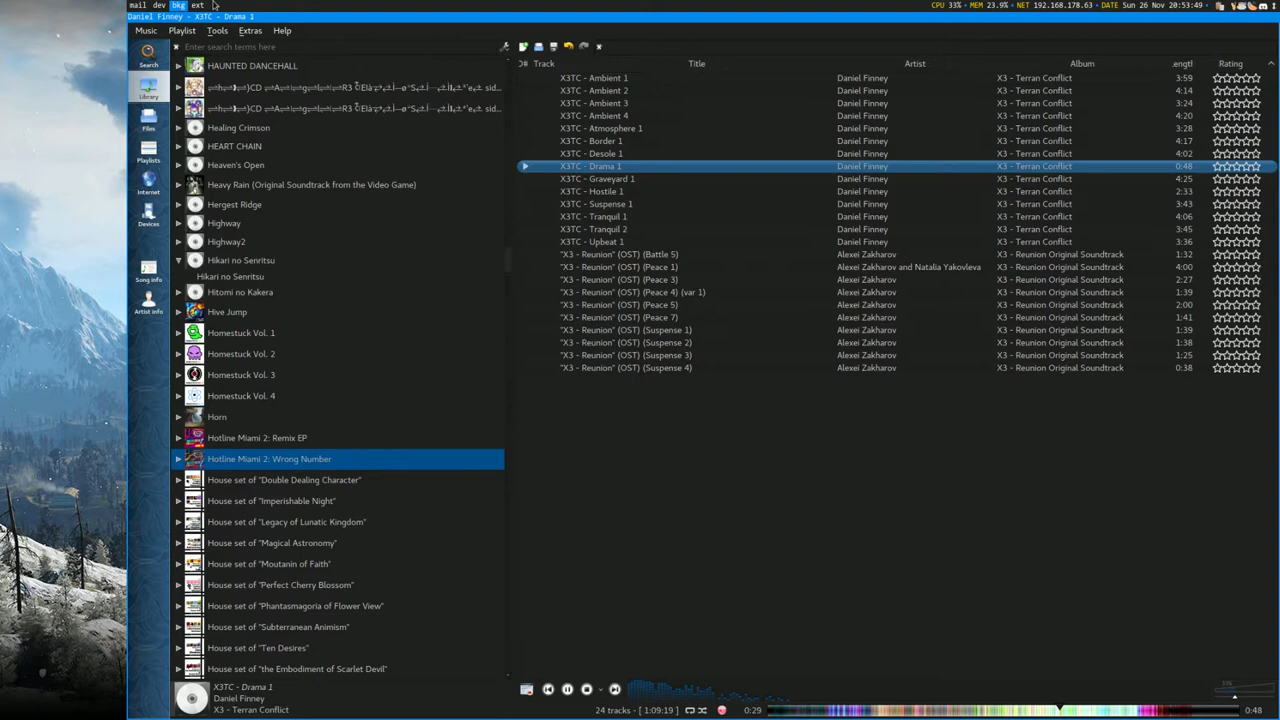 mail dev bkg ext
CPU 33% MEM 23.9% NET 192.168.178.63 DATE Sun 26 Nov 20:53:49
Daniel Finney - X3TC - Drama 1
Music Playlist Tools Extras Help
Search
Library
Files
Playlists
Internet
Devices
Song info
Artist info
Enter search terms here
HAUNTED DANCEHALL
Healing Crimson
HEART CHAIN
Heaven's Open
Heavy Rain (Original Soundtrack from the Video Game)
Hergest Ridge
Highway
Highway2
Hikari no Senritsu
Hikari no Senritsu
Hitomi no Kakera
Hive Jump
Homestuck Vol. 1
Homestuck Vol. 2
Homestuck Vol. 3
Homestuck Vol. 4
Horn
Hotline Miami 2: Remix EP
Hotline Miami 2: Wrong Number
House set of "Double Dealing Character"
House set of "Imperishable Night"
House set of "Legacy of Lunatic Kingdom"
House set of "Magical Astronomy"
House set of "Moutanin of Faith"
House set of "Perfect Cherry Blossom"
House set of "Phantasmagoria of Flower View"
House set of "Subterranean Animism"
House set of "Ten Desires"
House set of "the Embodiment of Scarlet Devil"
Track Title Artist Album Rating
X3TC - Ambient 1 Daniel Finney X3 - Terran Conflict 3:59
X3TC - Ambient 2 Daniel Finney X3 - Terran Conflict 4:14
X3TC - Ambient 3 Daniel Finney X3 - Terran Conflict 3:24
X3TC - Ambient 4 Daniel Finney X3 - Terran Conflict 4:20
X3TC - Atmosphere 1 Daniel Finney X3 - Terran Conflict 3:28
X3TC - Border 1 Daniel Finney X3 - Terran Conflict 4:17
X3TC - Desole 1 Daniel Finney X3 - Terran Conflict 4:02
X3TC - Drama 1 Daniel Finney X3 - Terran Conflict 0:48
X3TC - Graveyard 1 Daniel Finney X3 - Terran Conflict 4:25
X3TC - Hostile 1 Daniel Finney X3 - Terran Conflict 2:33
X3TC - Suspense 1 Daniel Finney X3 - Terran Conflict 3:43
X3TC - Tranquil 1 Daniel Finney X3 - Terran Conflict 4:06
X3TC - Tranquil 2 Daniel Finney X3 - Terran Conflict 3:45
X3TC - Upbeat 1 Daniel Finney X3 - Terran Conflict 3:36
"X3 - Reunion" (OST) (Battle 5) Alexei Zakharov X3 - Reunion Original Soundtrack 1:32
"X3 - Reunion" (OST) (Peace 1) Alexei Zakharov and Natalia Yakovleva X3 - Reunion Original Soundtrack 4:00
"X3 - Reunion" (OST) (Peace 3) Alexei Zakharov X3 - Reunion Original Soundtrack 2:27
"X3 - Reunion" (OST) (Peace 4) (var 1) Alexei Zakharov X3 - Reunion Original Soundtrack 1:39
"X3 - Reunion" (OST) (Peace 5) Alexei Zakharov X3 - Reunion Original Soundtrack 2:00
"X3 - Reunion" (OST) (Peace 7) Alexei Zakharov X3 - Reunion Original Soundtrack 1:41
"X3 - Reunion" (OST) (Suspense 1) Alexei Zakharov X3 - Reunion Original Soundtrack 1:39
"X3 - Reunion" (OST) (Suspense 2) Alexei Zakharov X3 - Reunion Original Soundtrack 1:38
"X3 - Reunion" (OST) (Suspense 3) Alexei Zakharov X3 - Reunion Original Soundtrack 1:25
"X3 - Reunion" (OST) (Suspense 4) Alexei Zakharov X3 - Reunion Original Soundtrack 0:38
X3TC - Drama 1
Daniel Finney
X3 - Terran Conflict
33%
24 tracks - [ 1:09:19 ] 0:29 0:48